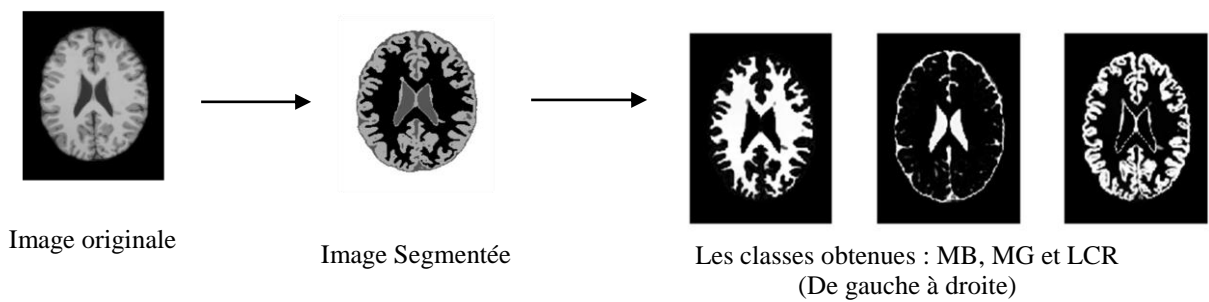 Image originale
Image Segmentée
Les classes obtenues : MB, MG et LCR
(De gauche à droite)